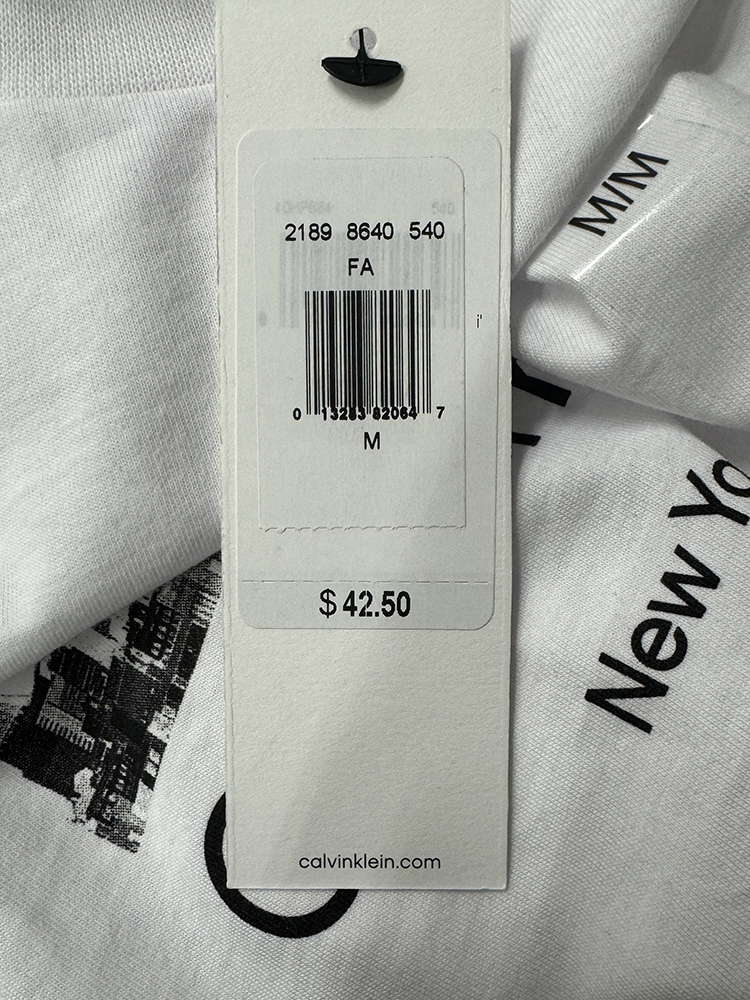 2189 8640 540
FA
0 13283 82064 7
M
$42.50
calvinklein.com
M/M
New Yo